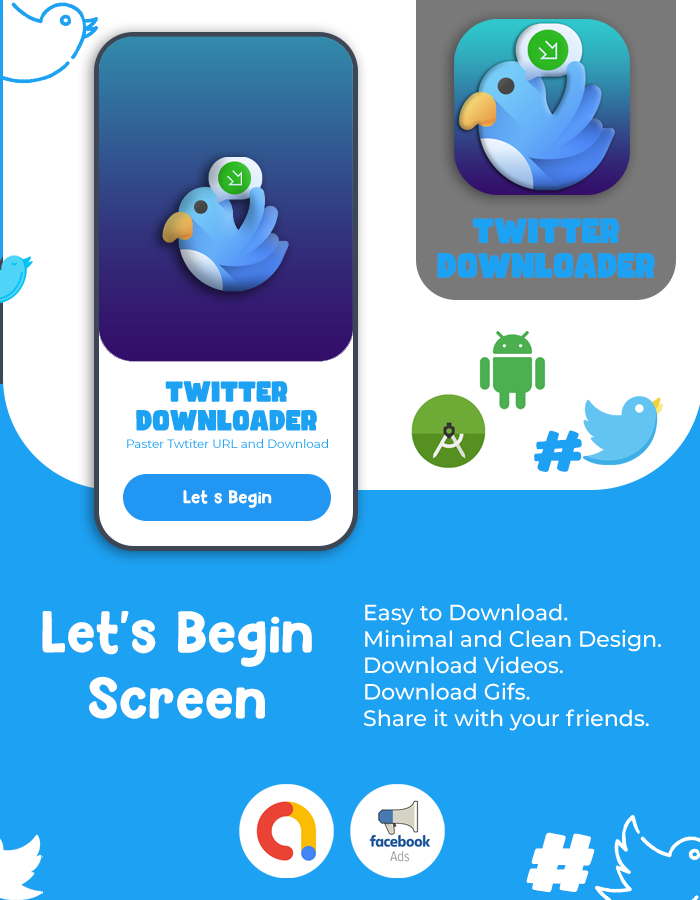 TWITTER
DOWNLOADER
TWITTER
DOWNLOADER
Paster Twtiter URL and Download
Let s Begin
#
Let's Begin
Screen
Easy to Download.
Minimal and Clean Design.
Download Videos.
Download Gifs.
Share it with your friends.
facebook
Ads
#